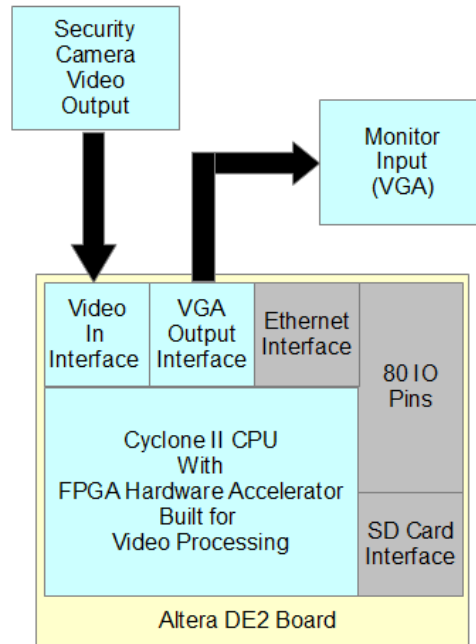 Security
Camera
Video
Output
Monitor
Input
(VGA)
Video
In
Interface
VGA
Output
Interface
Ethernet
Interface
80 IO
Pins
Cyclone II CPU
With
FPGA Hardware Accelerator
Built for
Video Processing
SD Card
Interface
Altera DE2 Board